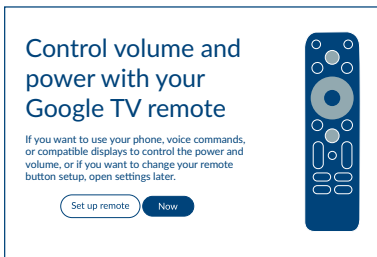 Control volume and
power with your
Google TV remote
If you want to use your phone, voice commands,
or compatible displays to control the power and
volume, or if you want to change your remote
button setup, open settings later.
Set up remote
Now